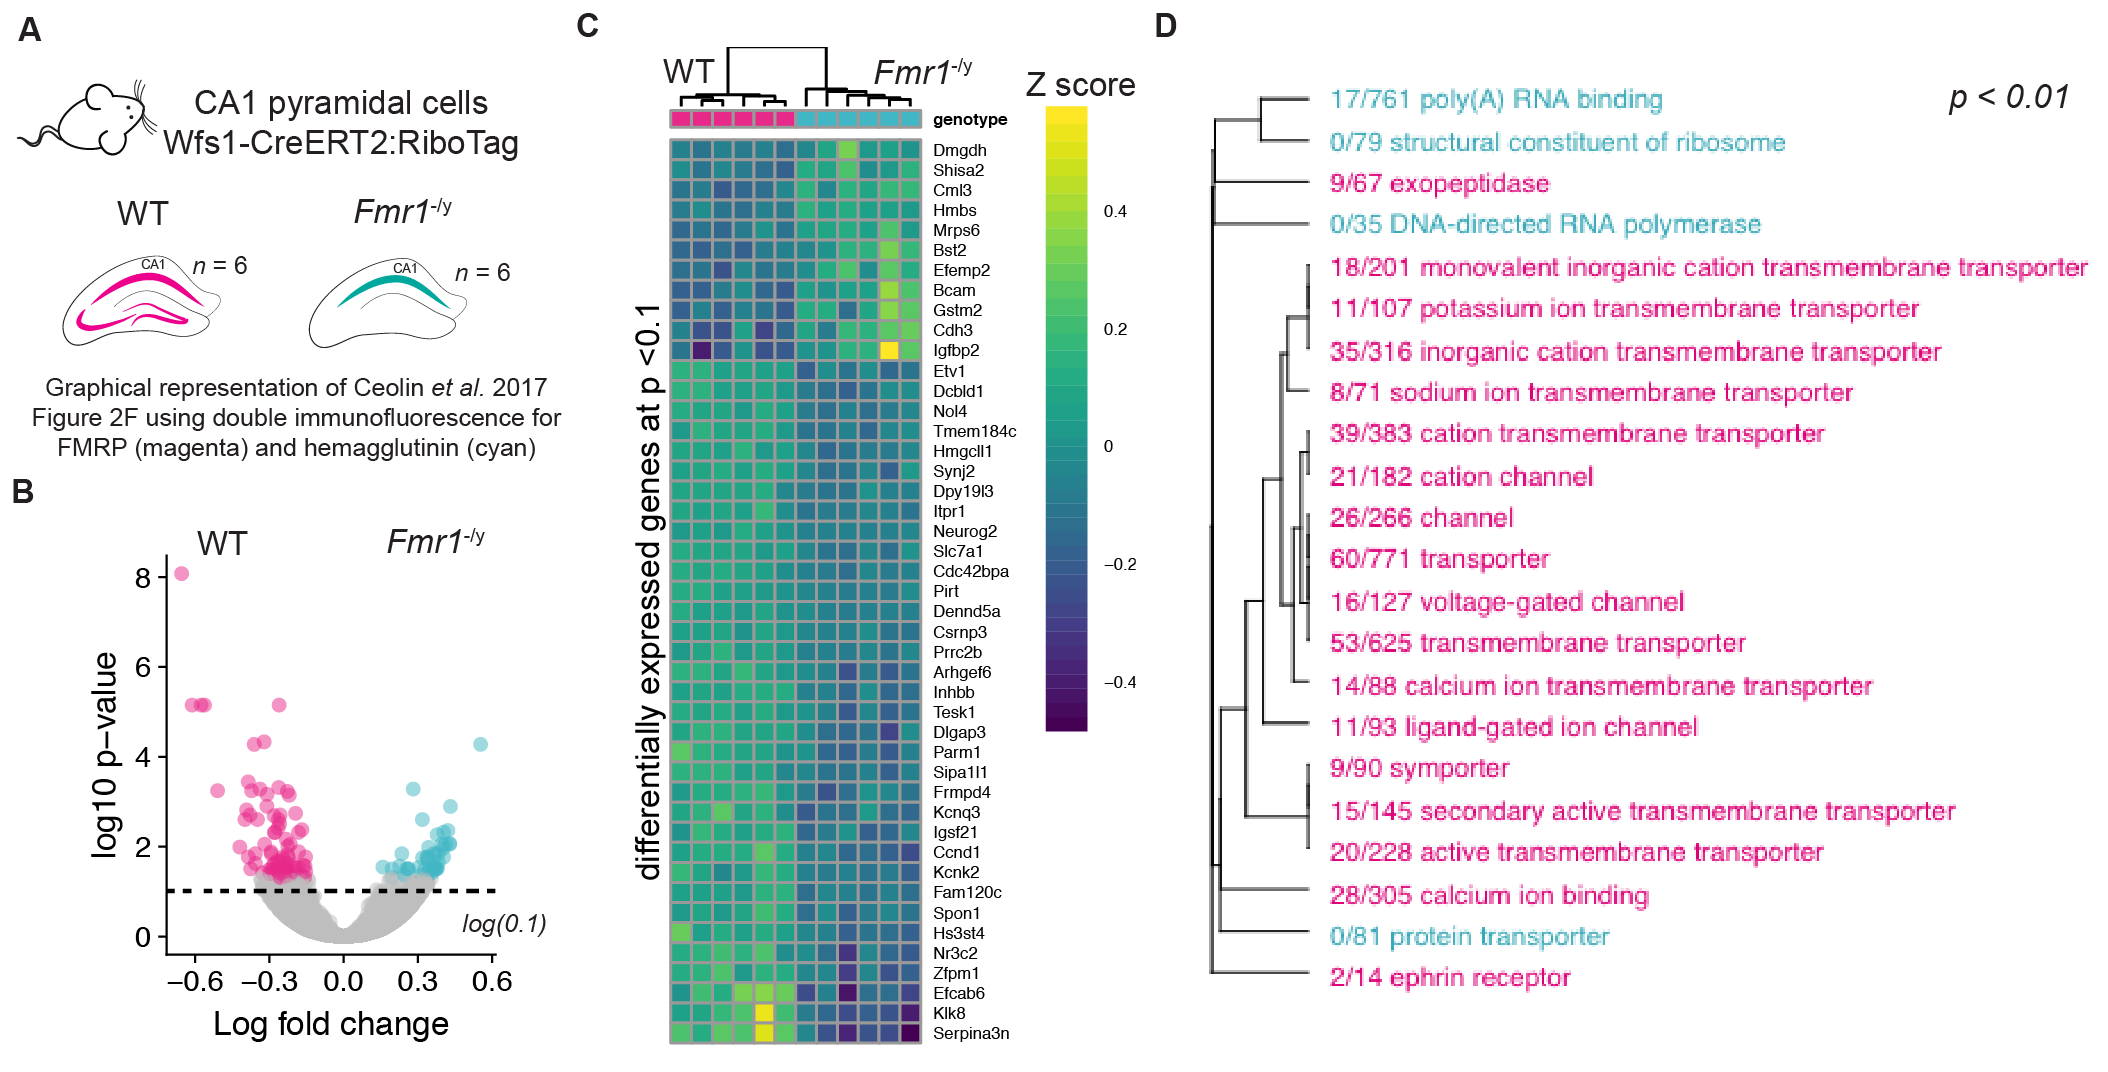 A
CA1 pyramidal cells
Wfs1-CreERT2:RiboTag
WT
Fmr1-/y
CA1
n = 6
CA1
n = 6
Graphical representation of Ceolin et al. 2017
Figure 2F using double immunofluorescence for
FMRP (magenta) and hemagglutinin (cyan)
B
WT
Fmr1-/y
log10 p−value
8
6
4
2
0
log(0.1)
−0.6
−0.3
0.0
0.3
0.6
Log fold change
C
WT
Fmr1-/y
Z score
genotype
differentially expressed genes at p <0.1
Dmgdh
Shisa2
Cml3
Hmbs
Mrps6
Bst2
Efemp2
Bcam
Gstm2
Cdh3
Igfbp2
Etv1
Dcbld1
Nol4
Tmem184c
Hmgcll1
Synj2
Dpy19l3
Itpr1
Neurog2
Slc7a1
Cdc42bpa
Pirt
Dennd5a
Csrnp3
Prrc2b
Arhgef6
Inhbb
Tesk1
Dlgap3
Parm1
Sipa1l1
Frmpd4
Kcnq3
Igsf21
Ccnd1
Kcnk2
Fam120c
Spon1
Hs3st4
Nr3c2
Zfpm1
Efcab6
Klk8
Serpina3n
0.4
0.2
0
−0.2
−0.4
D
p < 0.01
17/761 poly(A) RNA binding
0/79 structural constituent of ribosome
9/67 exopeptidase
0/35 DNA-directed RNA polymerase
18/201 monovalent inorganic cation transmembrane transporter
11/107 potassium ion transmembrane transporter
35/316 inorganic cation transmembrane transporter
8/71 sodium ion transmembrane transporter
39/383 cation transmembrane transporter
21/182 cation channel
26/266 channel
60/771 transporter
16/127 voltage-gated channel
53/625 transmembrane transporter
14/88 calcium ion transmembrane transporter
11/93 ligand-gated ion channel
9/90 symporter
15/145 secondary active transmembrane transporter
20/228 active transmembrane transporter
28/305 calcium ion binding
0/81 protein transporter
2/14 ephrin receptor